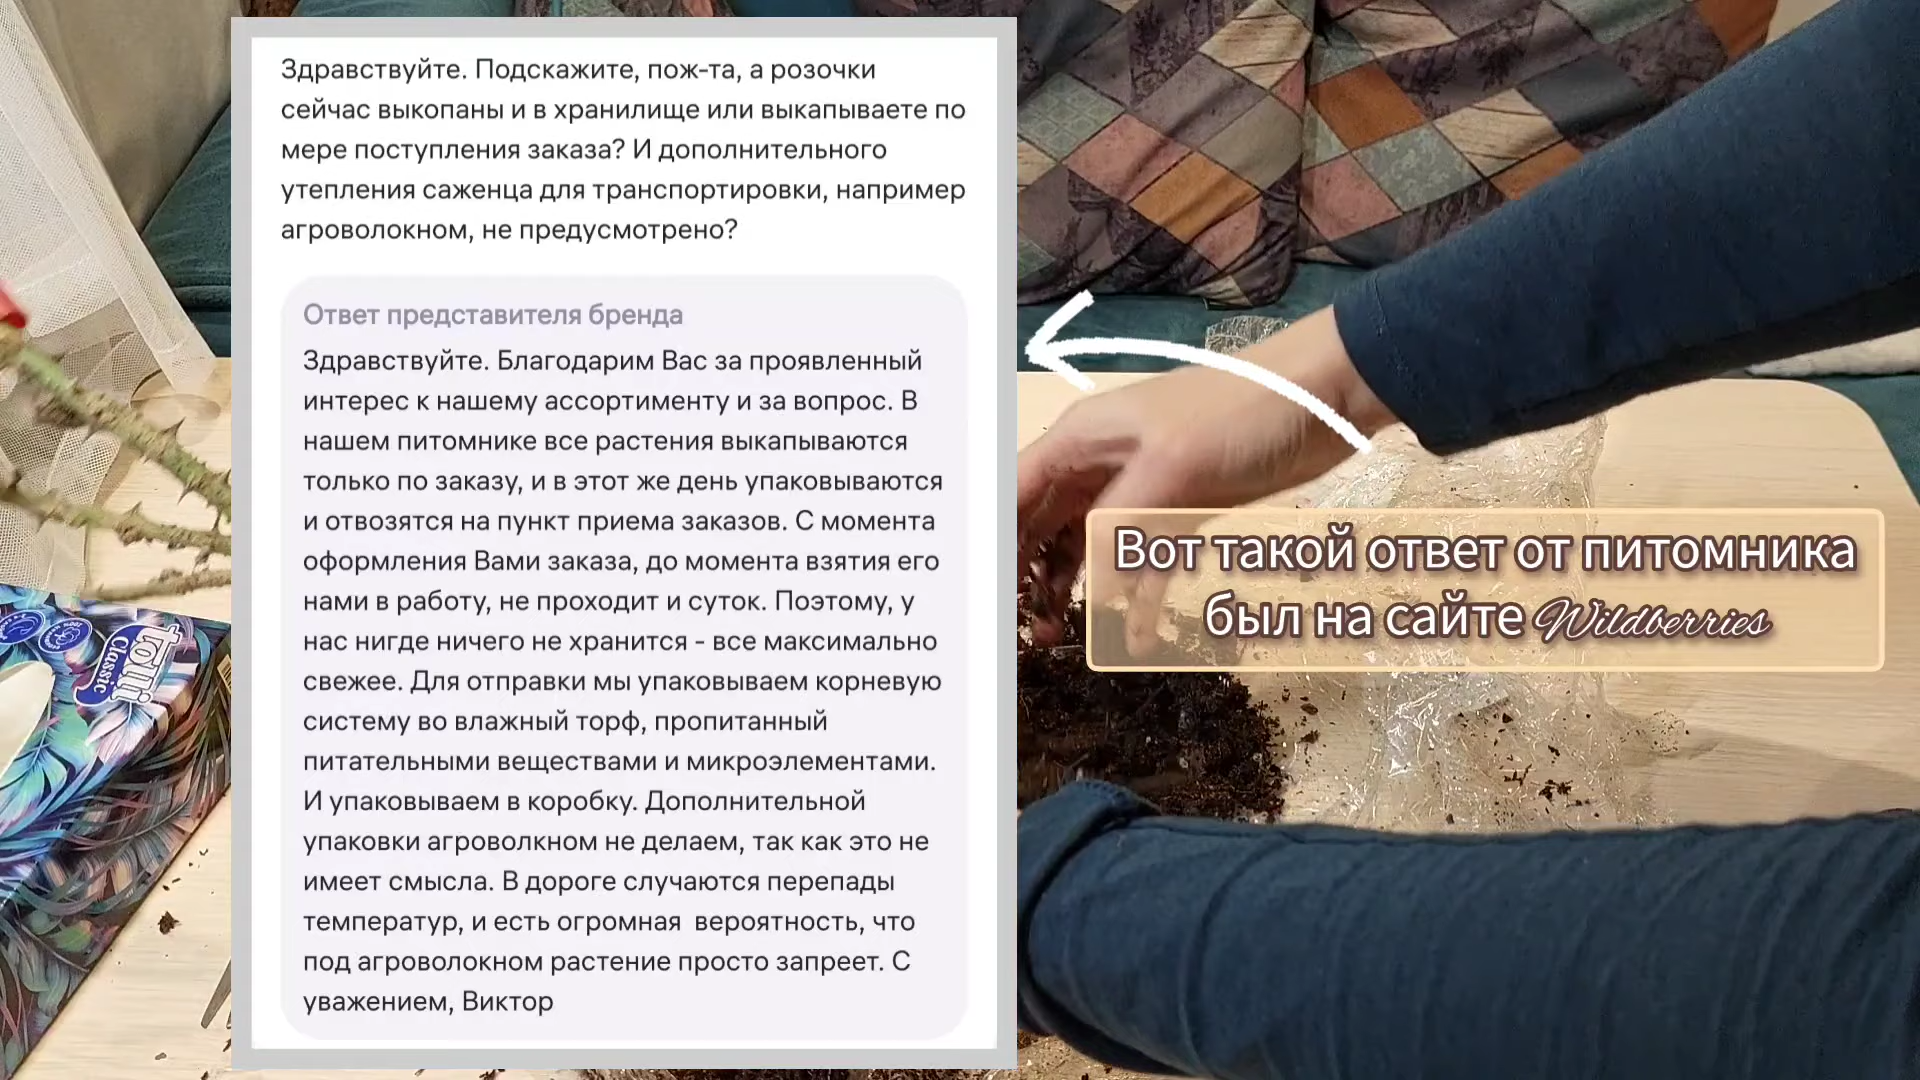 Здравствуйте. Подскажите, пож-та, а розочки
сейчас выкопаны и в хранилище или выкапываете по
мере поступления заказа? И дополнительного
утепления саженца для транспортировки, например
агроволокном, не предусмотрено?
Ответ представителя бренда
Здравствуйте. Благодарим Вас за проявленный
интерес к нашему ассортименту и за вопрос. В
нашем питомнике все растения выкапываются
только по заказу, и в этот же день упаковываются
и отвозятся на пункт приема заказов. С момента
оформления Вами заказа, до момента взятия его
нами в работу, не проходит и суток. Поэтому, у
нас нигде ничего не хранится - все максимально
свежее. Для отправки мы упаковываем корневую
систему во влажный торф, пропитанный
питательными веществами и микроэлементами.
И упаковываем в коробку. Дополнительной
упаковки агроволкном не делаем, так как это не
имеет смысла. В дороге случаются перепады
температур, и есть огромная вероятность, что
под агроволокном растение просто запреет. С
уважением, Виктор
Вот такой ответ от питомника
был на сайте Wildberries
Classic